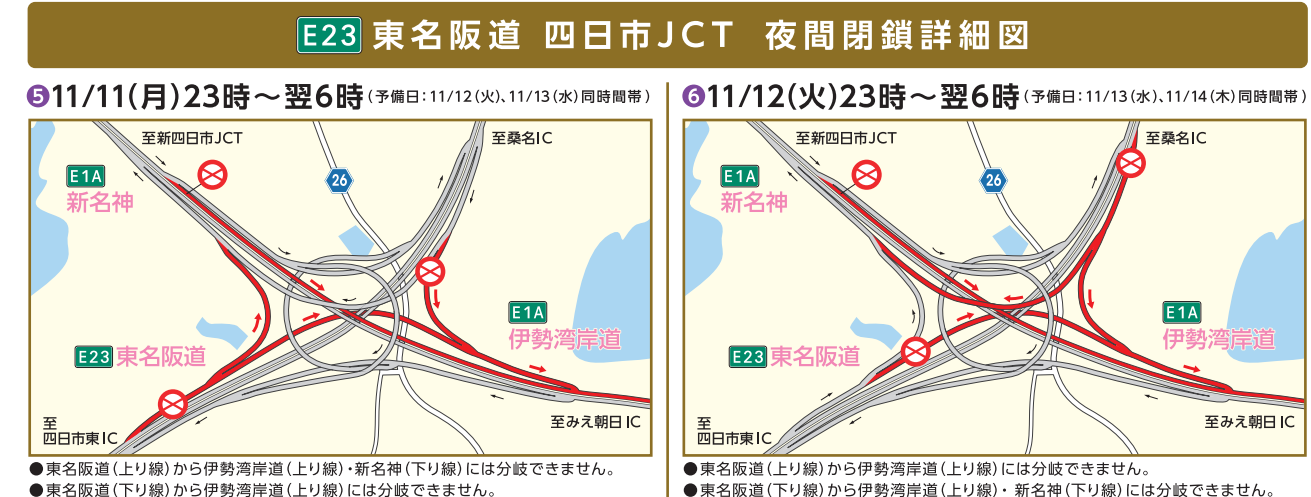 E23 東名阪道 四日市JCT 夜間閉鎖詳細図
❺11/11(月)23時～翌6時(予備日:11/12(火)、11/13(水)同時間帯)
至新四日市JCT
至桑名IC
E1A
新名神
26
E1A
伊勢湾岸道
E23 東名阪道
至
四日市東IC
至みえ朝日IC
●東名阪道(上り線)から伊勢湾岸道(上り線)・新名神(下り線)には分岐できません。
●東名阪道(下り線)から伊勢湾岸道(上り線)には分岐できません。
❻11/12(火)23時～翌6時(予備日:11/13(水)、11/14(木)同時間帯)
至新四日市JCT
至桑名IC
E1A
新名神
26
E1A
伊勢湾岸道
E23 東名阪道
至
四日市東IC
至みえ朝日IC
●東名阪道(上り線)から伊勢湾岸道(上り線)には分岐できません。
●東名阪道(下り線)から伊勢湾岸道(上り線)・新名神(下り線)には分岐できません。